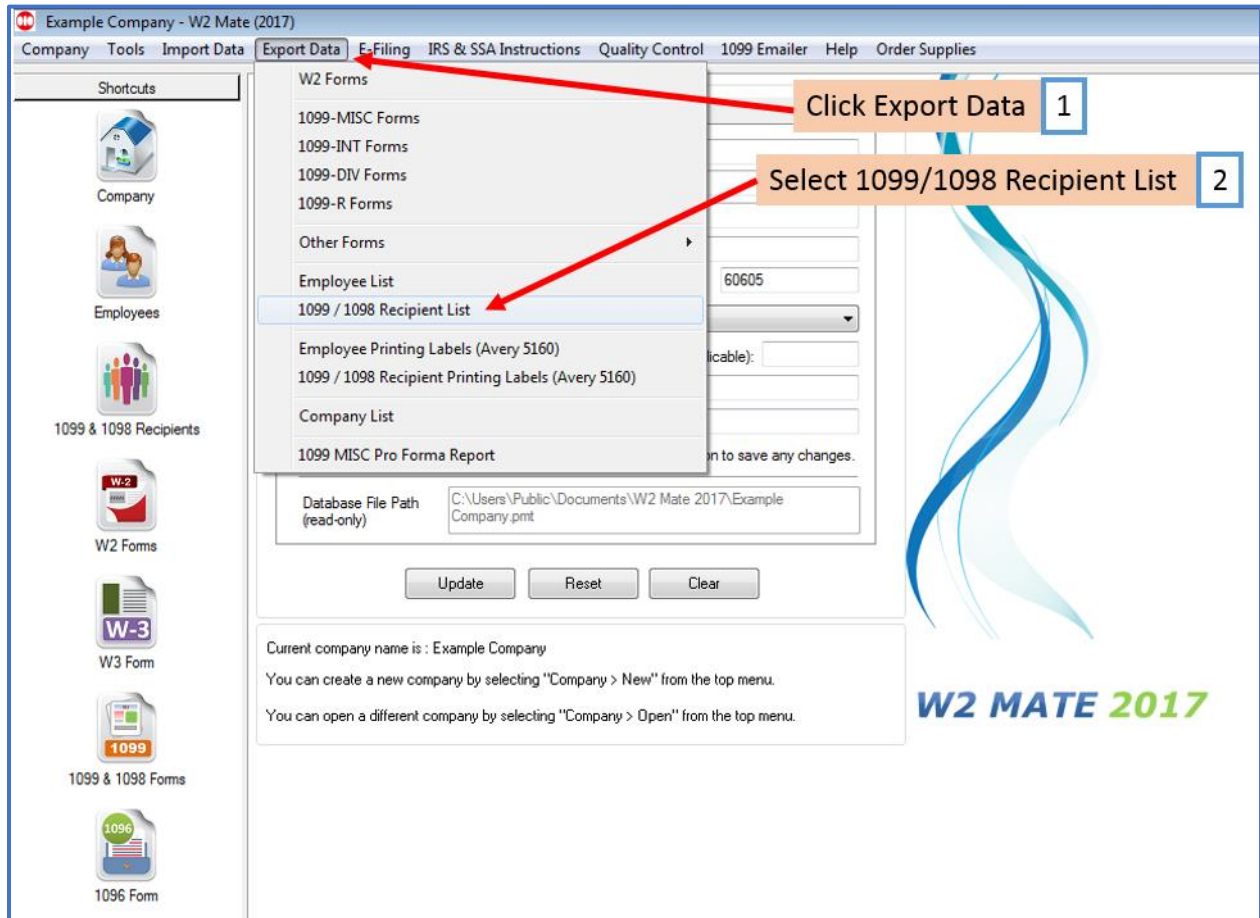 Example Company - W2 Mate (2017)
Company Tools Import Data Export Data E-Filing IRS & SSA Instructions Quality Control 1099 Emailer Help Order Supplies
Shortcuts
Company
Employees
1099 & 1098 Recipients
W-2
W2 Forms
W-3
W3 Form
1099
1099 & 1098 Forms
1096
1096 Form
W2 Forms
1099-MISC Forms
1099-INT Forms
1099-DIV Forms
1099-R Forms
Other Forms
Employee List
1099 / 1098 Recipient List
Employee Printing Labels (Avery 5160)
1099 / 1098 Recipient Printing Labels (Avery 5160)
Company List
1099 MISC Pro Forma Report
Click Export Data 1
Select 1099/1098 Recipient List 2
60605
licable):
to save any changes.
Database File Path
(read-only)
C:\Users\Public\Documents\W2 Mate 2017\Example
Company.pmt
Update Reset Clear
Current company name is : Example Company
You can create a new company by selecting "Company > New" from the top menu.
You can open a different company by selecting "Company > Open" from the top menu.
W2 MATE 2017